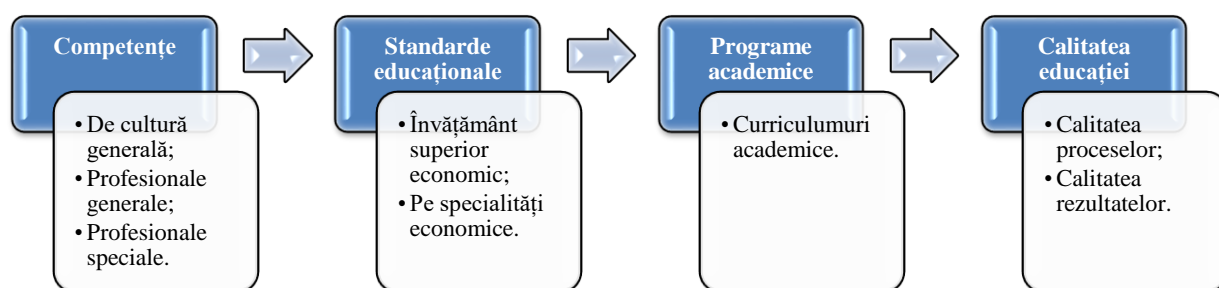 Competențe
• De cultură
generală;
• Profesionale
generale;
• Profesionale
speciale.
Standarde
educaționale
• Învățământ
superior
economic;
• Pe specialități
economice.
Programe
academice
• Curriculumuri
academice.
Calitatea
educației
• Calitatea
proceselor;
• Calitatea
rezultatelor.